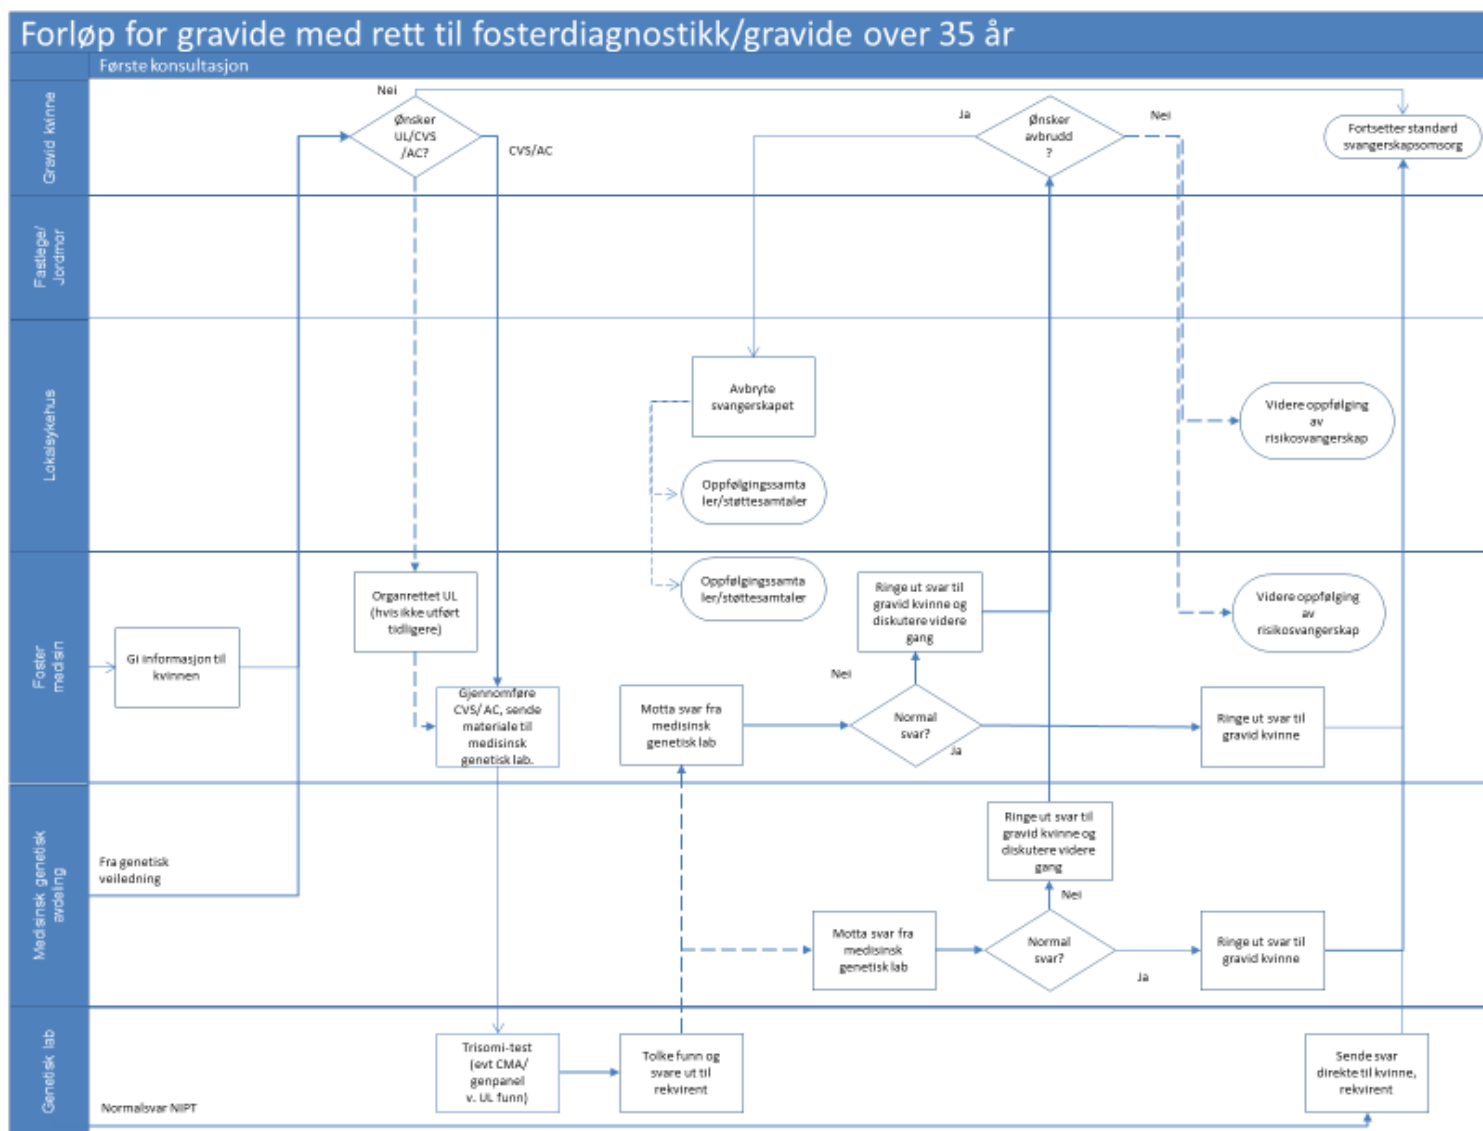 Forløp for gravide med rett til fosterdiagnostikk/gravide over 35 år
Første konsultasjon
Gravid kvinne
Nei
Ønsker
UL/CVS
/AC?
CVS/AC
Ja
Ønsker
avbrudd
?
Nei
Fortsetter standard
svangerskapsomsorg
Fastlege/
Jordmor
Lokalsykehus
Avbryte
svangerskapet
Oppfølgingssamta
ler/støttesamtaler
Videre oppfølging
av
risikosvangerskap
Foster
medisin
Gi informasjon til
kvinnen
Organrettet UL
(hvis ikke utført
tidligere)
Gjennomføre
CVS/ AC, sende
materiale til
medisinsk
genetisk lab.
Oppfølgingssamta
ler/støttesamtaler
Motta svar fra
medisinsk
genetisk lab
Ringe ut svar til
gravid kvinne og
diskutere videre
gang
Nei
Normal
svar?
Ja
Ringe ut svar til
gravid kvinne
Videre oppfølging
av
risikosvangerskap
Medisinsk genetisk
avdeling
Fra genetisk
veiledning
Ringe ut svar til
gravid kvinne og
diskutere videre
gang
Nei
Motta svar fra
medisinsk
genetisk lab
Normal
svar?
Ja
Ringe ut svar til
gravid kvinne
Genetisk lab
Normalsvar NIPT
Trisomi-test
(evt CMA/
genpanel
v. UL funn)
Tolke funn og
svare ut til
rekvirent
Sende svar
direkte til kvinne,
rekvirent